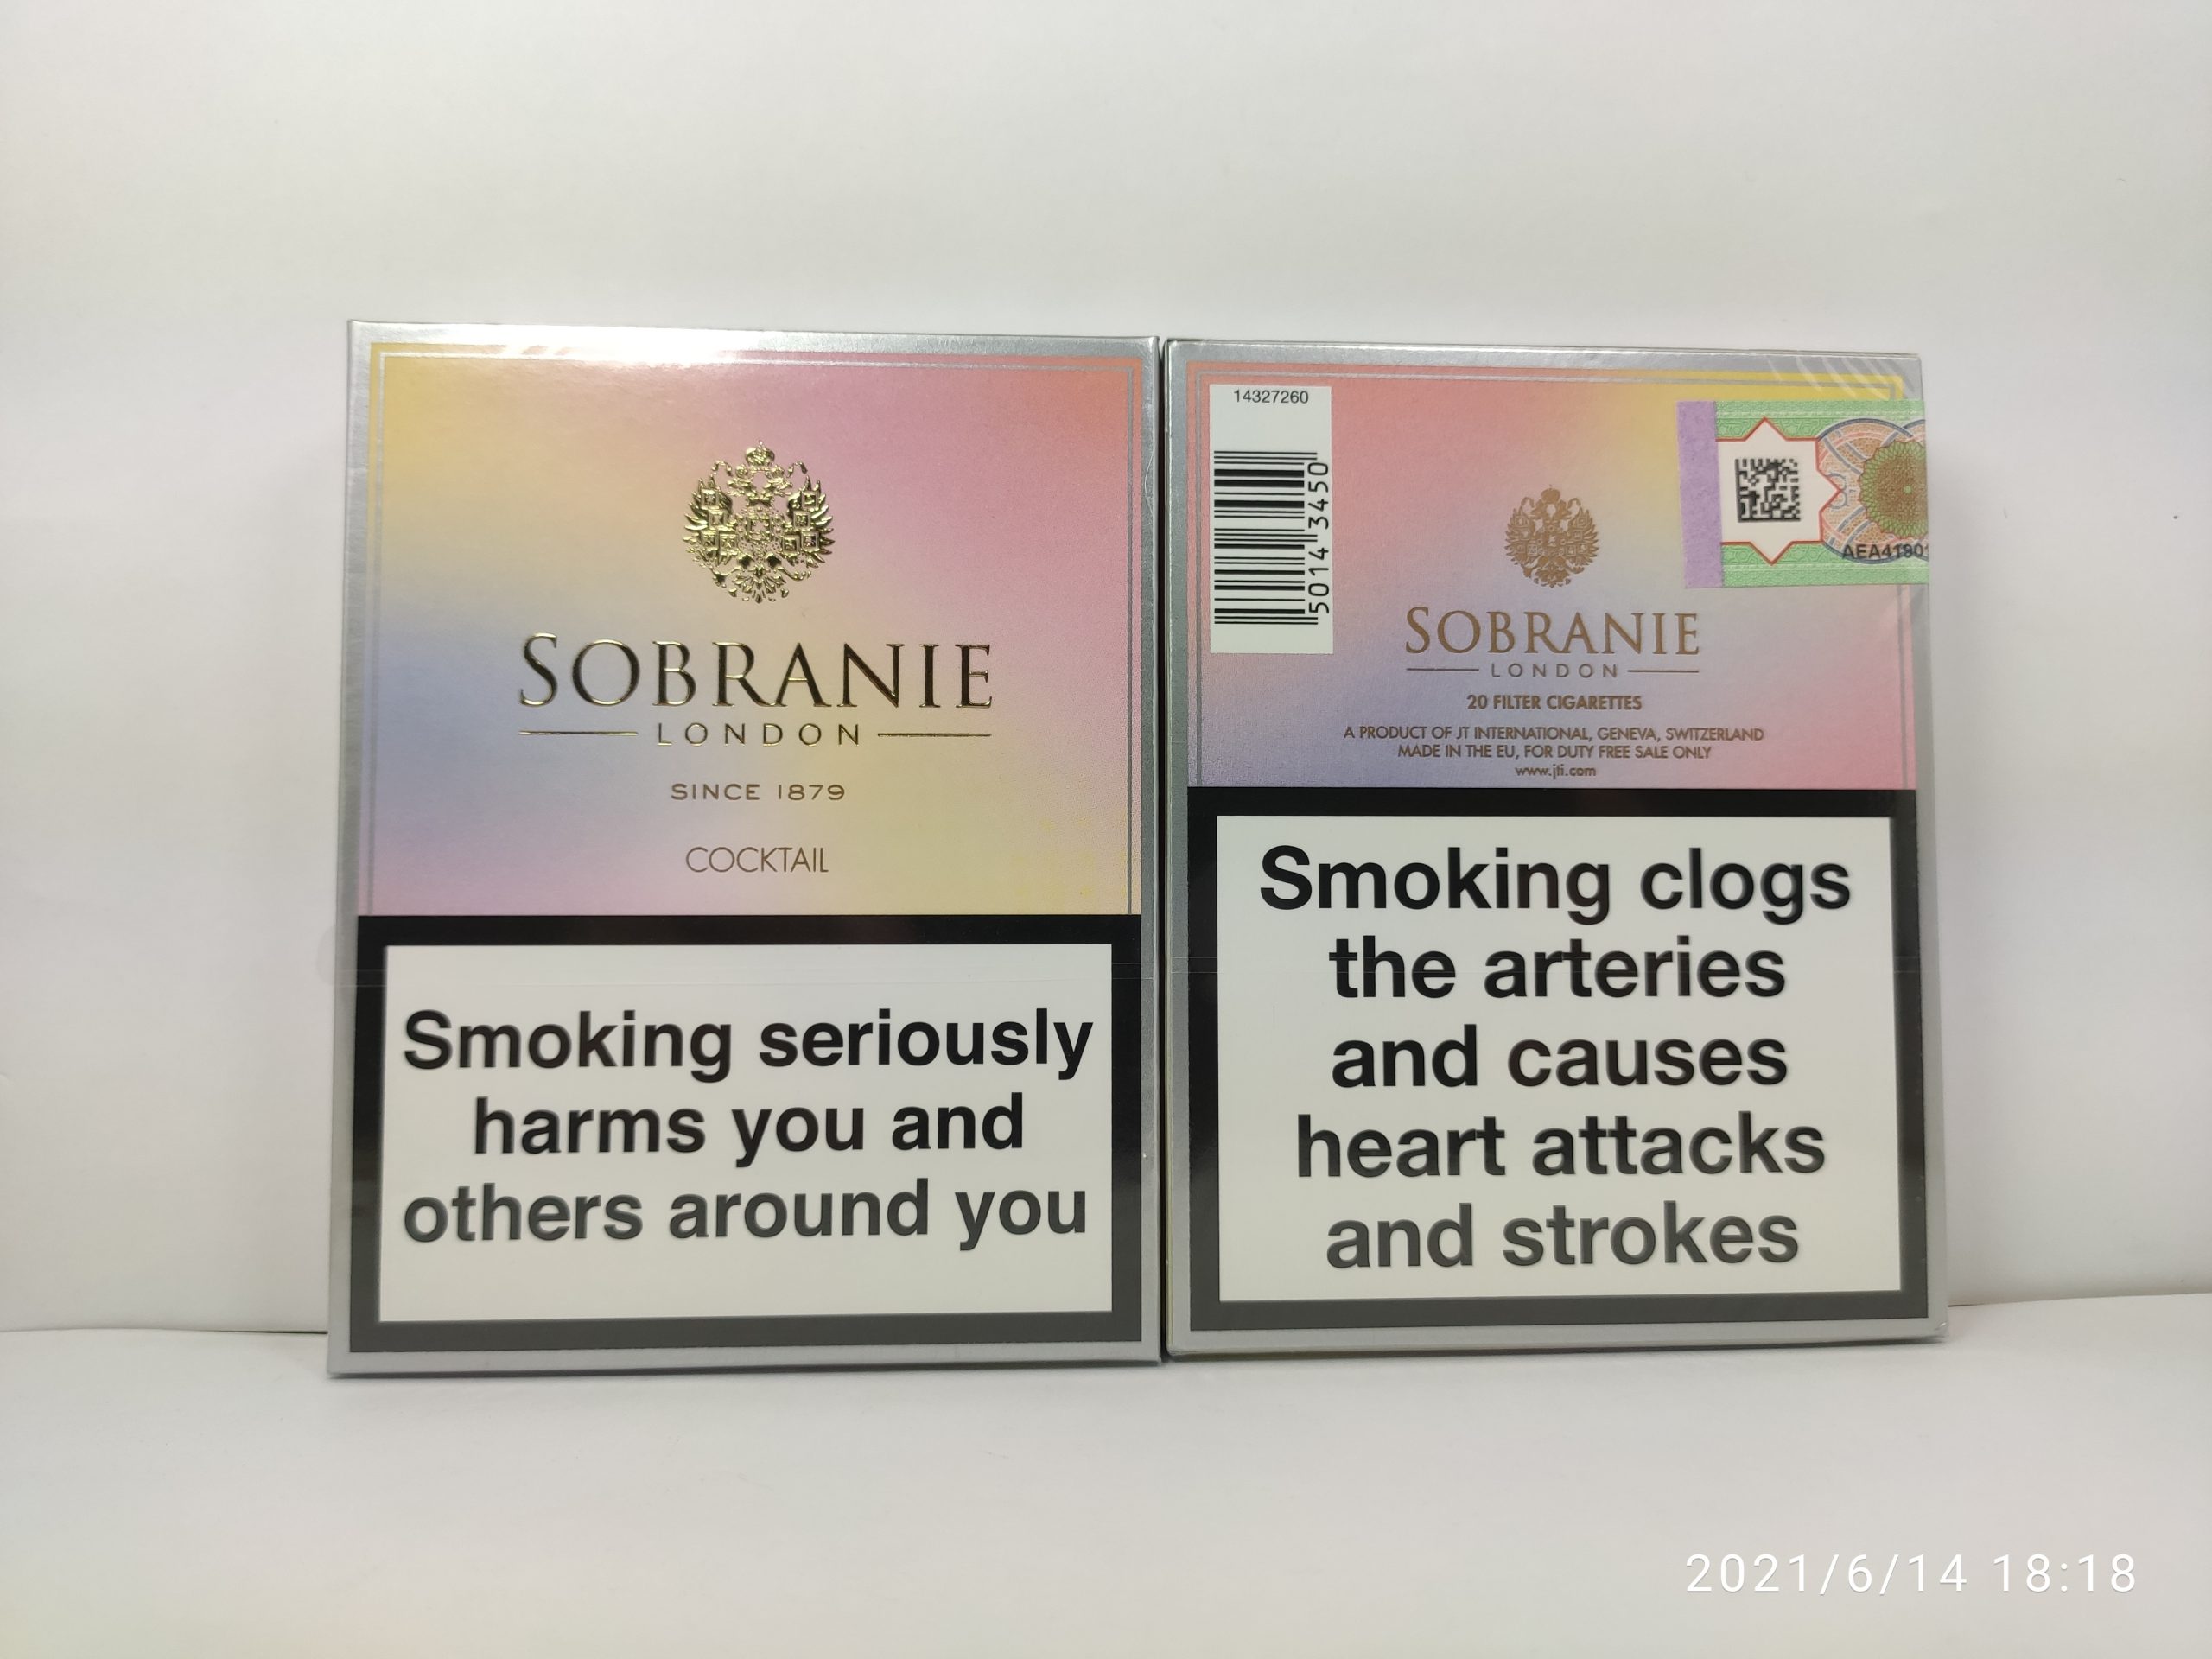 SOBRANIE
LONDON
SINCE 1879
COCKTAIL
Smoking seriously
harms you and
others around you
14327260
5014 3450
AEA41801
SOBRANIE
LONDON
20 FILTER CIGARETTES
A PRODUCT OF JT INTERNATIONAL, GENEVA, SWITZERLAND
MADE IN THE EU, FOR DUTY FREE SALE ONLY
www.jti.com
Smoking clogs
the arteries
and causes
heart attacks
and strokes
2021/6/14 18:18